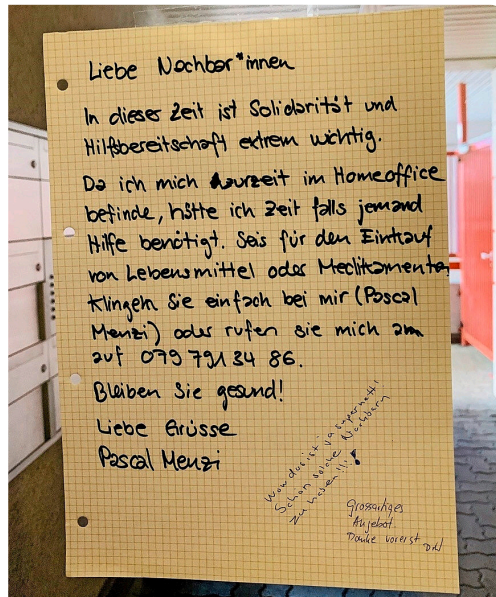 Liebe Nachbar*innen
In dieser Zeit ist Solidarität und
Hilfsbereitschaft extrem wichtig.
Da ich mich kurzzeit im Homeoffice
befinde, hätte ich Zeit falls jemand
Hilfe benötigt. Seis für den Einkauf
von Lebensmittel oder Medikamenten
Klingeln Sie einfach bei mir (Pascal
Menzi) oder rufen sie mich an
auf 079 791 34 86.
Bleiben Sie gesund!
Liebe Grüsse
Pascal Menzi
Wow das ist ja supernett!
Schön solche Nachbarn
zu haben!!!
Grossartiges
Angebot.
Danke vorerst